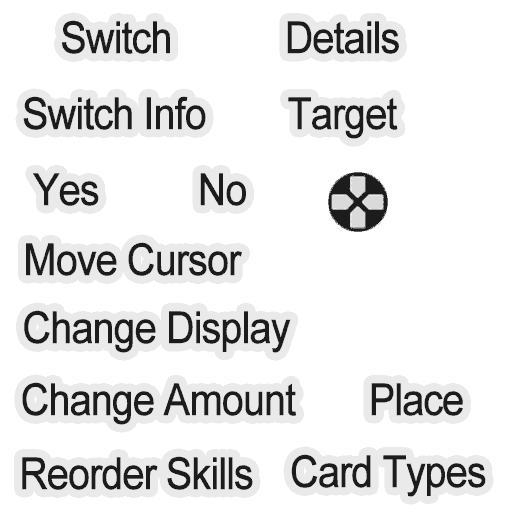 Switch Details
Switch Info Target
Yes No
Move Cursor
Change Display
Change Amount Place
Reorder Skills Card Types